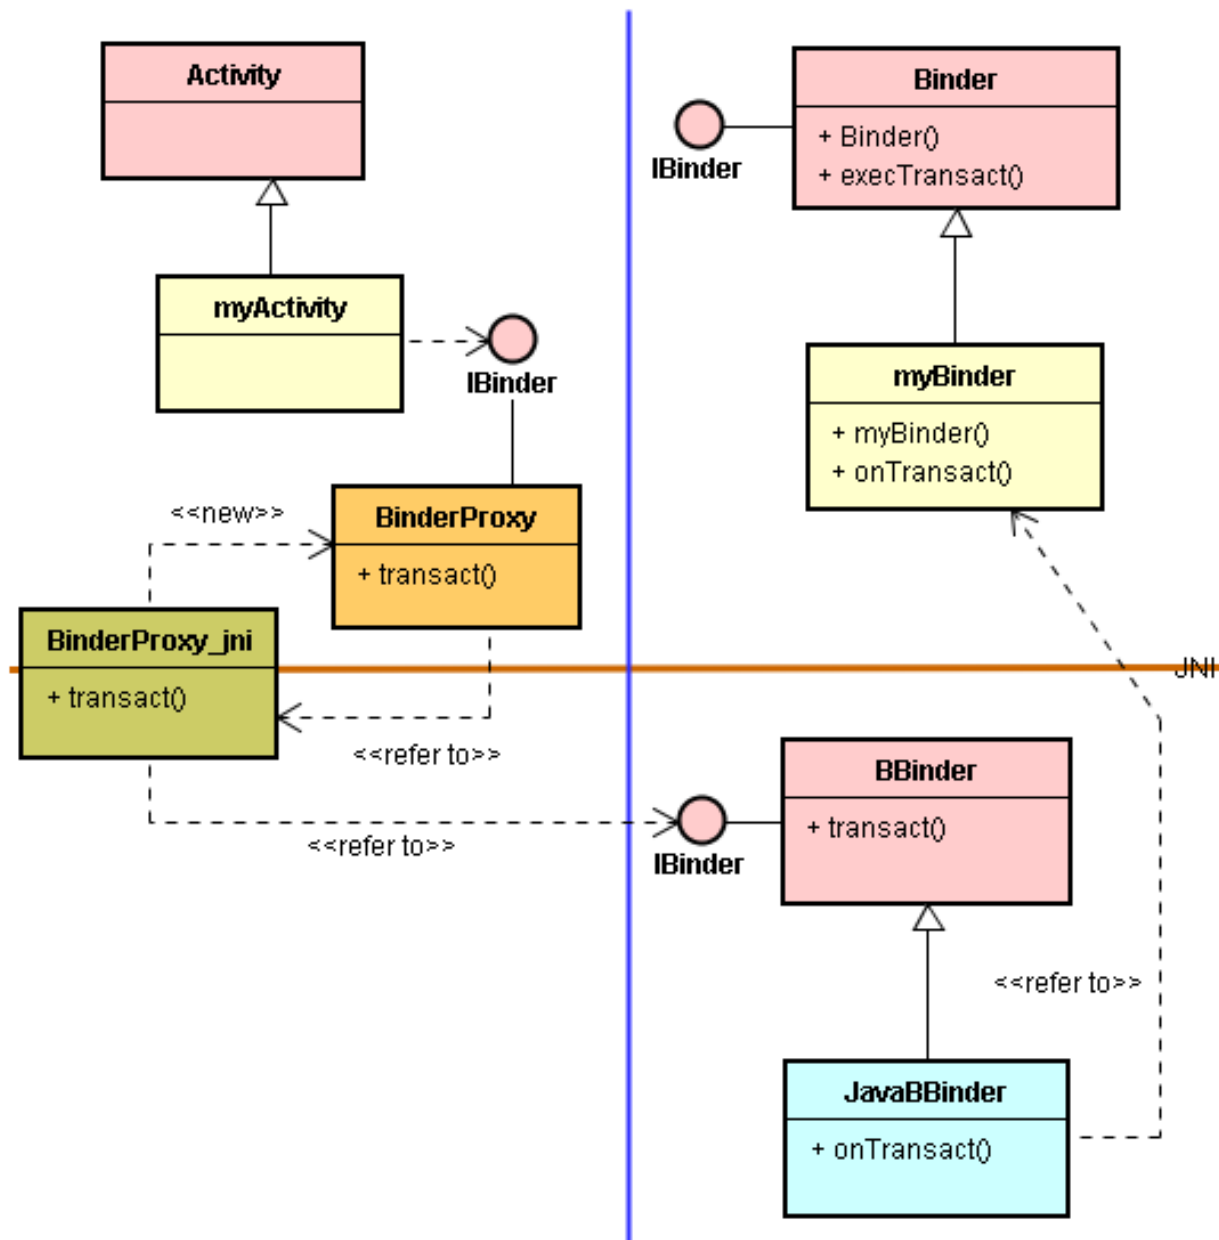 Activity
Binder
+ Binder()
+ execTransact()
IBinder
myActivity
IBinder
myBinder
+ myBinder()
+ onTransact()
<<new>>
BinderProxy
+ transact()
BinderProxy_jni
+ transact()
JNI
<<refer to>>
BBinder
+ transact()
IBinder
<<refer to>>
<<refer to>>
JavaBBinder
+ onTransact()